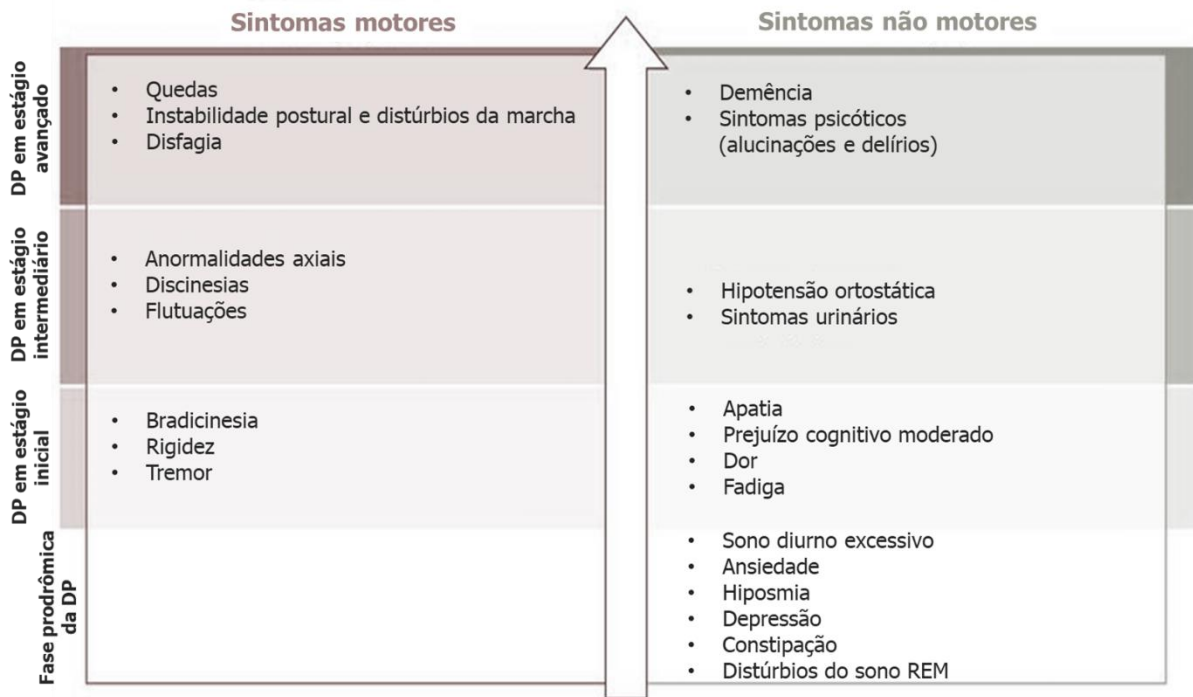 Sintomas motores
Sintomas não motores
DP em estágio
avançado
• Quedas
• Instabilidade postural e distúrbios da marcha
• Disfagia
• Demência
• Sintomas psicóticos
(alucinações e delírios)
DP em estágio
intermediário
• Anormalidades axiais
• Discinesias
• Flutuações
• Hipotensão ortostática
• Sintomas urinários
DP em estágio
inicial
• Bradicinesia
• Rigidez
• Tremor
• Apatia
• Prejuízo cognitivo moderado
• Dor
• Fadiga
Fase prodrômica
da DP
• Sono diurno excessivo
• Ansiedade
• Hiposmia
• Depressão
• Constipação
• Distúrbios do sono REM